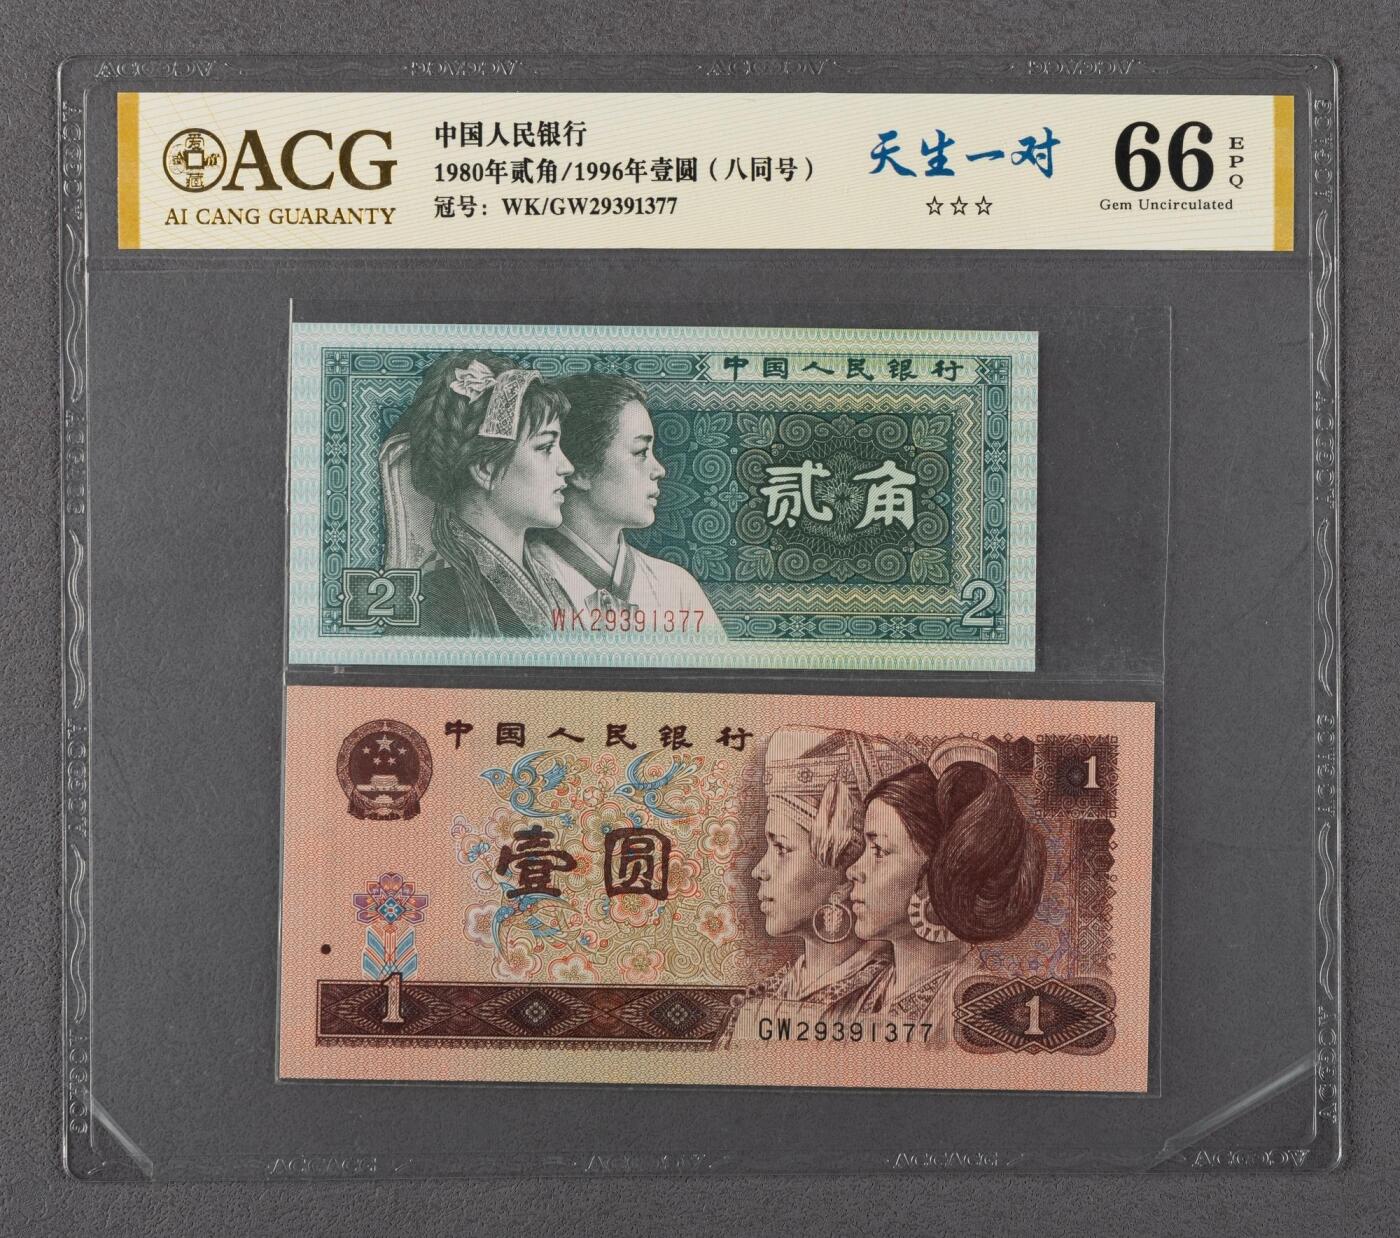 爱
藏
ACG
AI CANG GUARANTY
中国人民银行
1980年贰角/1996年壹圆（八同号）
冠号：WK/GW29391377
天生一对
☆☆☆
66
EPQ
Gem Uncirculated
中国人民银行
贰角
2
WK29391377
2
中国人民银行
1
壹圆
1
GW29391377
1